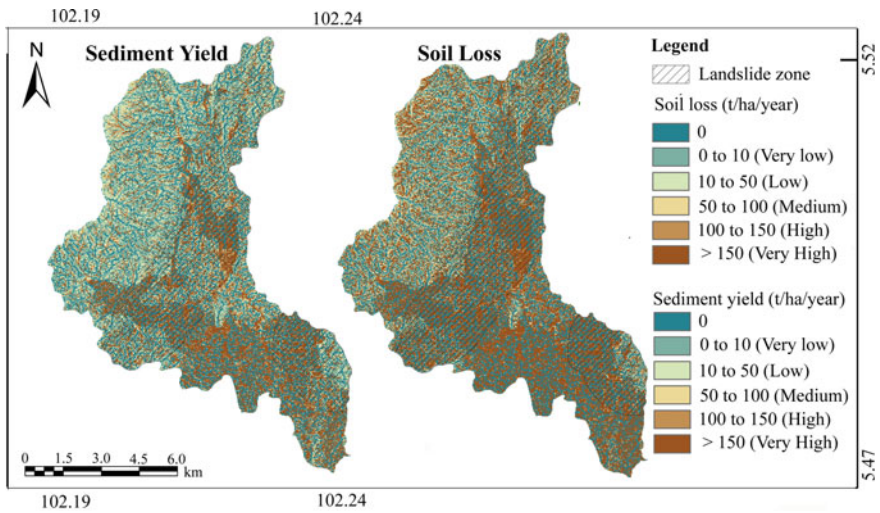 102.19 102.24
N
Sediment Yield
Soil Loss
5.52
Legend
Landslide zone
Soil loss (t/ha/year)
0
0 to 10 (Very low)
10 to 50 (Low)
50 to 100 (Medium)
100 to 150 (High)
> 150 (Very High)
Sediment yield (t/ha/year)
0
0 to 10 (Very low)
10 to 50 (Low)
50 to 100 (Medium)
100 to 150 (High)
> 150 (Very High)
0 1.5 3.0 4.5 6.0
km
5.47
102.19 102.24